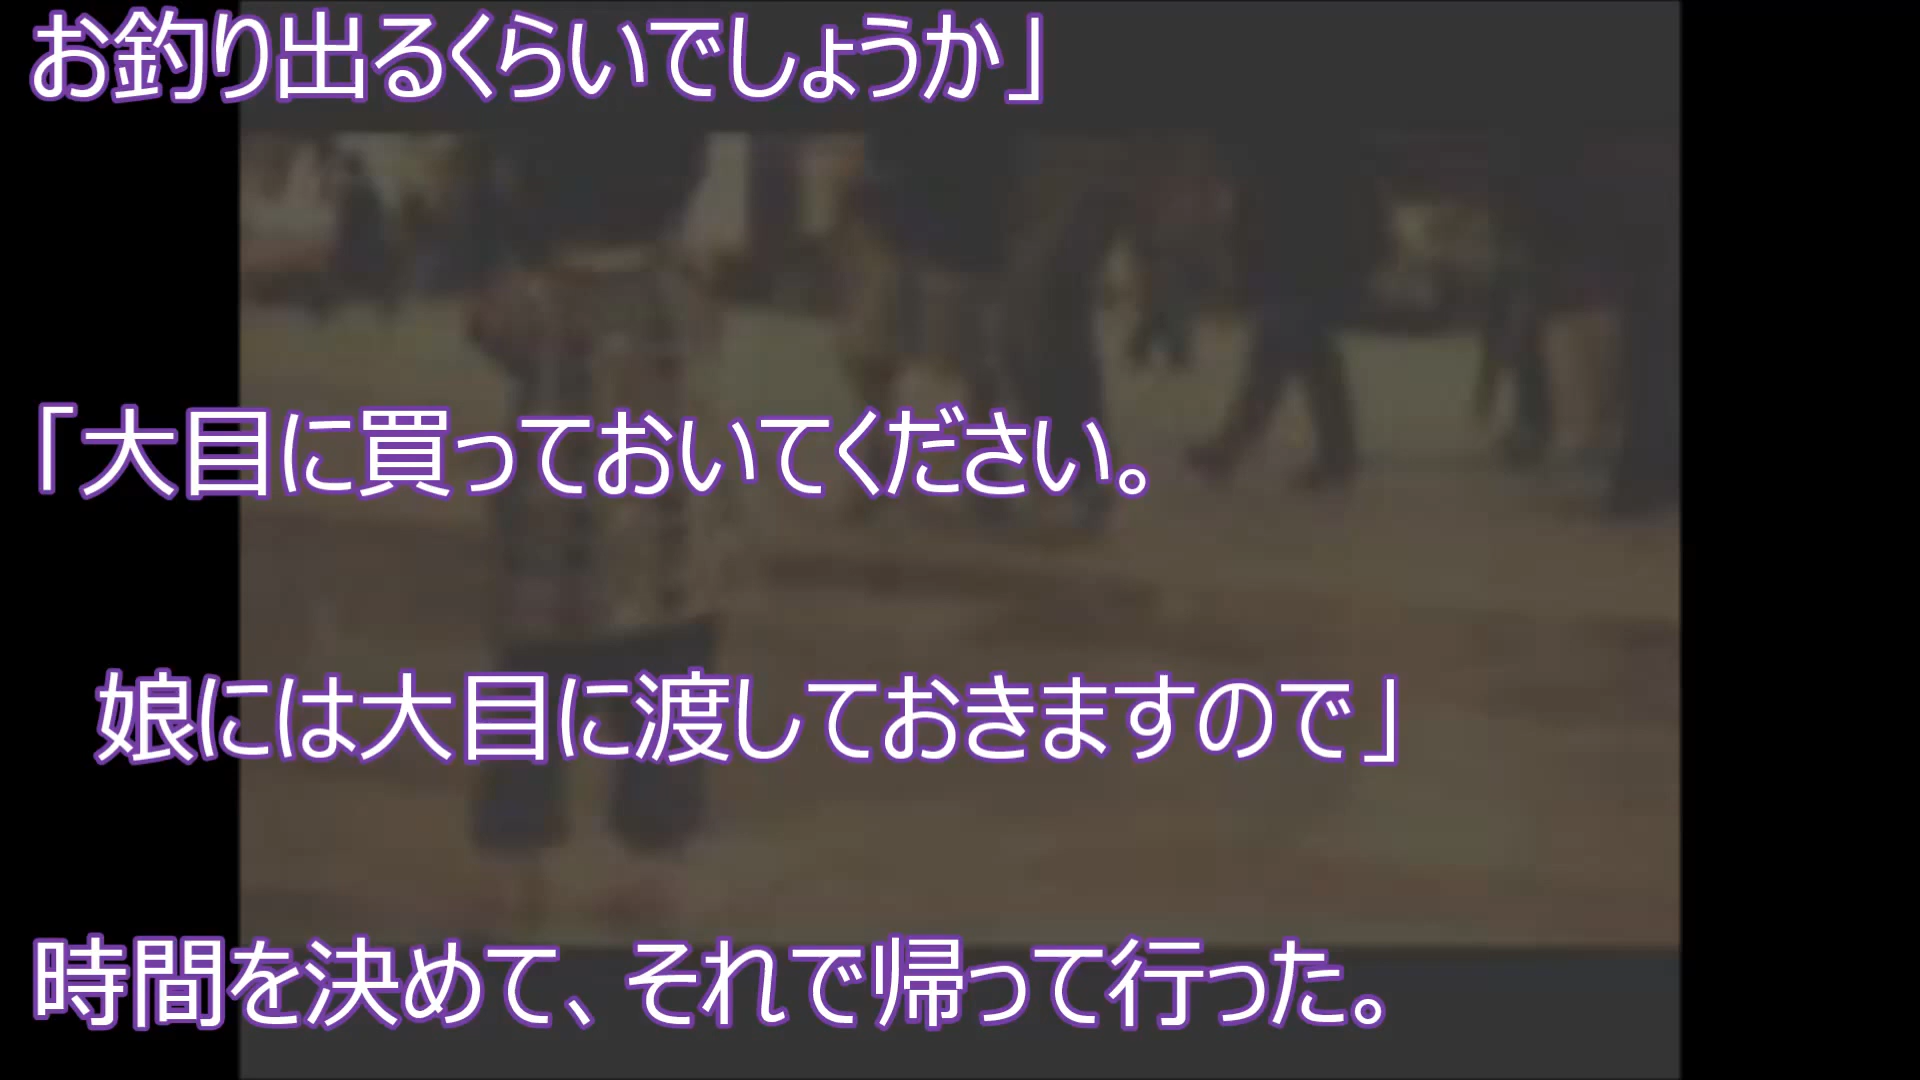 お釣り出るくらいでしょうか」
「大目に買っておいてください。
娘には大目に渡しておきますので」
時間を決めて、それで帰って行った。